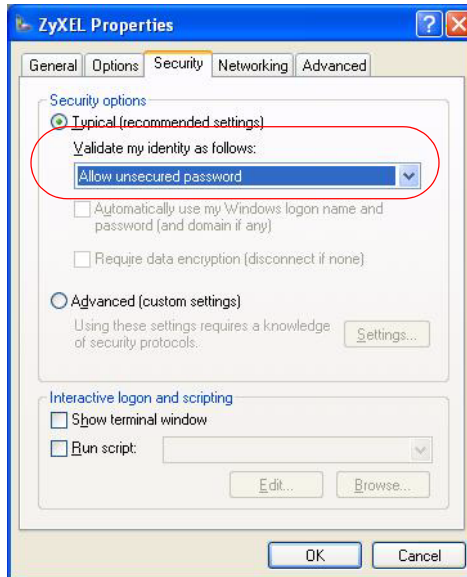 ZyXEL Properties
General Options Security Networking Advanced
Security options
Typical (recommended settings)
Validate my identity as follows:
Allow unsecured password
Automatically use my Windows logon name and
password (and domain if any)
Require data encryption (disconnect if none)
Advanced (custom settings)
Using these settings requires a knowledge
of security protocols.
Settings...
Interactive logon and scripting
Show terminal window
Run script:
Edit... Browse...
OK Cancel